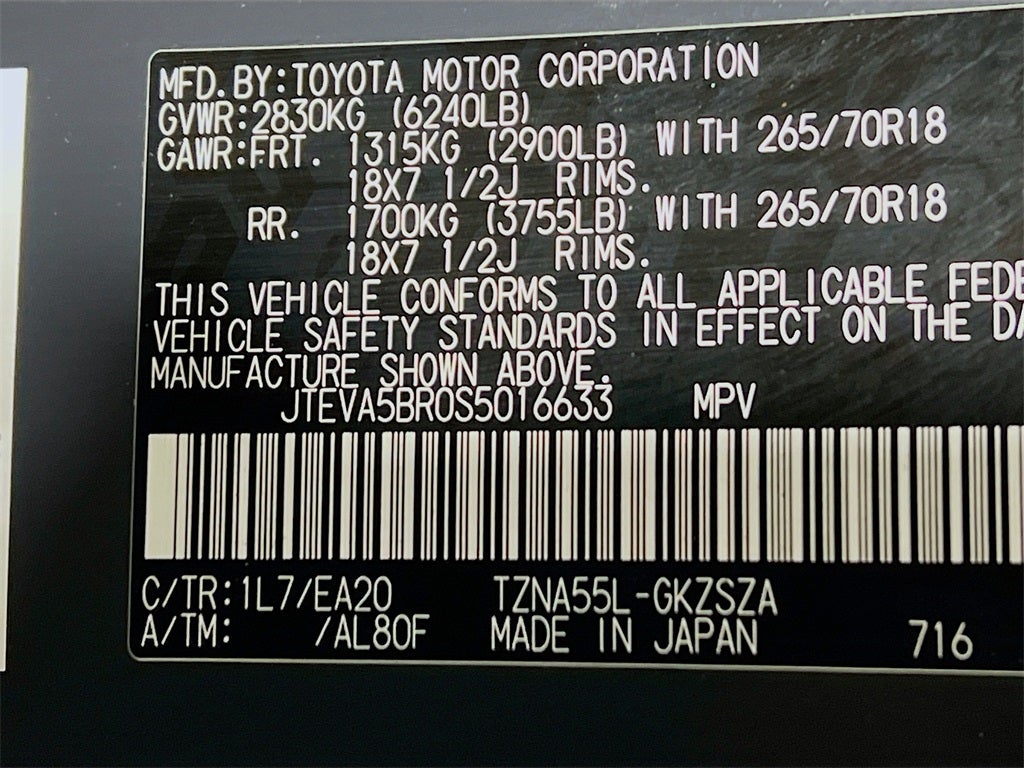 MFD. BY: TOYOTA MOTOR CORPORATION
GVWR: 2830KG (6240LB)
GAWR: FRT. 1315KG (2900LB) WITH 265/70R18
18X7 1/2J RIMS.
RR. 1700KG (3755LB) WITH 265/70R18
18X7 1/2J RIMS.
THIS VEHICLE CONFORMS TO ALL APPLICABLE FEDE
VEHICLE SAFETY STANDARDS IN EFFECT ON THE DA
MANUFACTURE SHOWN ABOVE.
JTEVA5BR0S5016633 MPV
C/TR: 1L7/EA20 TZNA55L-GKZSZA
A/TM: /AL80F MADE IN JAPAN 716